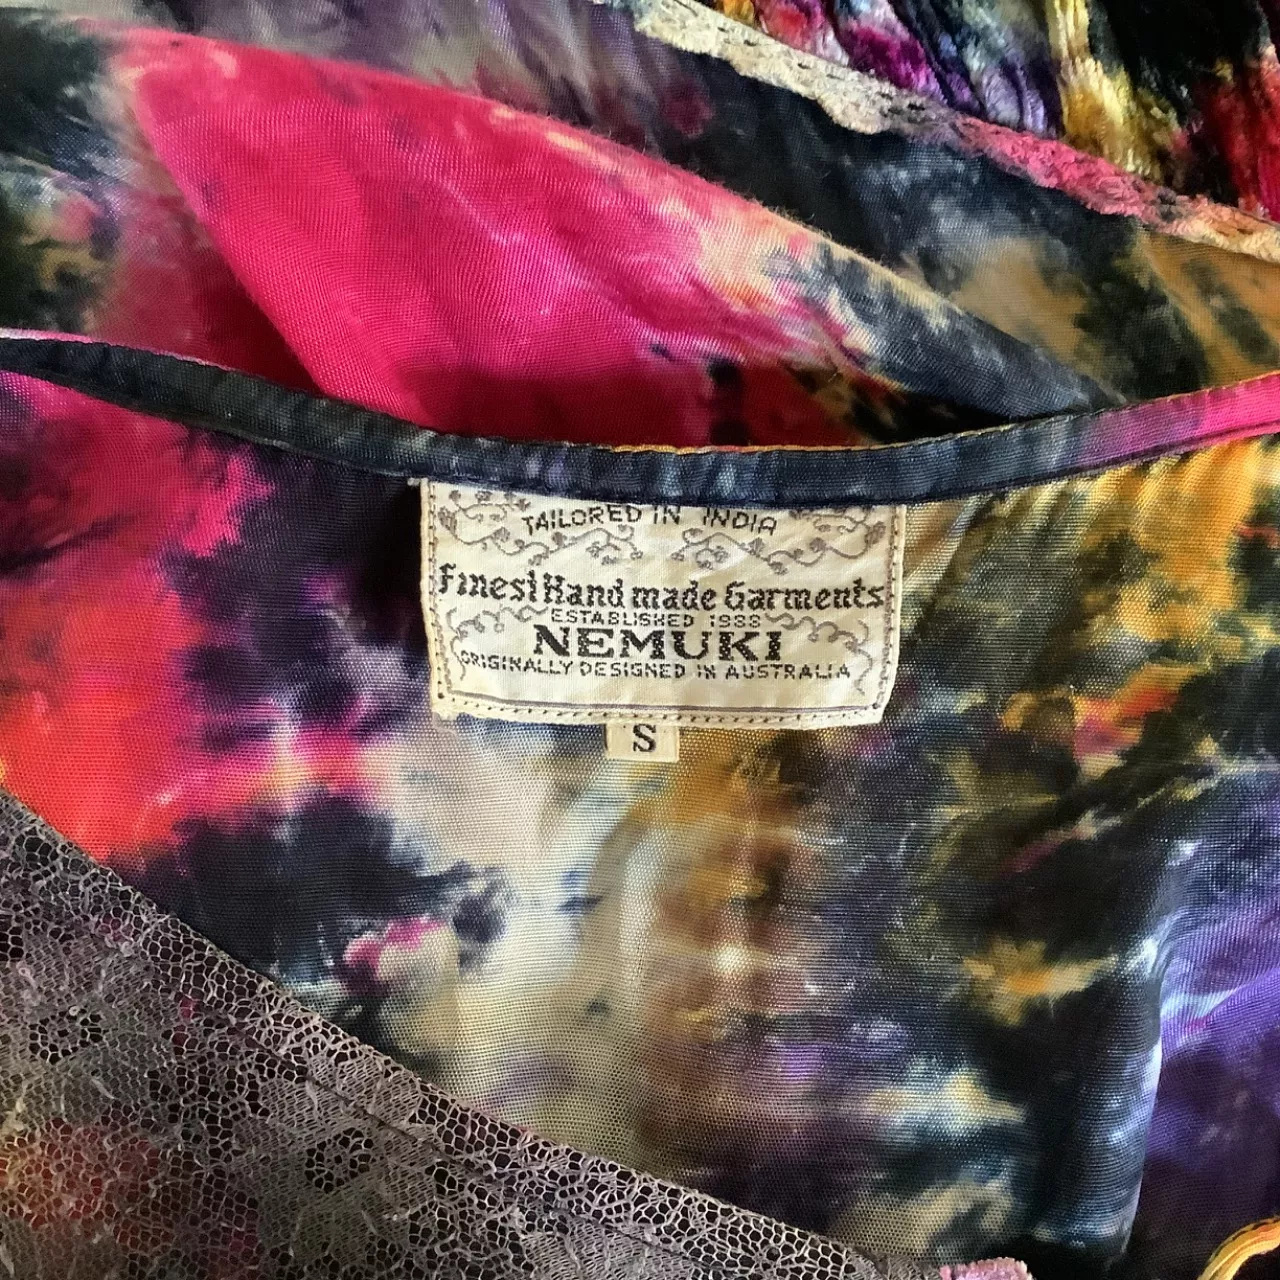 TAILORED IN INDIA
Finest Hand made Garments
ESTABLISHED 1988
NEMUKI
ORIGINALLY DESIGNED IN AUSTRALIA
S